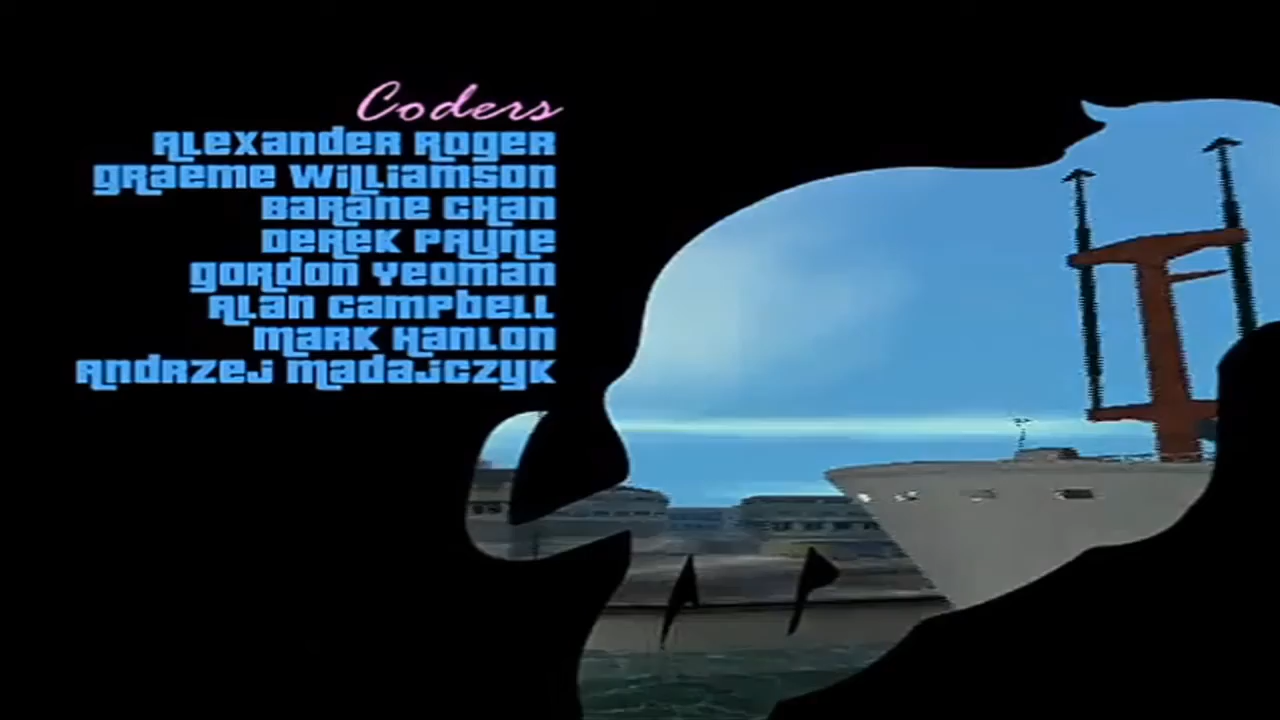 Coders
Alexander Roger
Graeme Williamson
Barane Chan
Derek Payne
Gordon Yeoman
Alan Campbell
Mark Hanlon
Andrzej Madajczyk